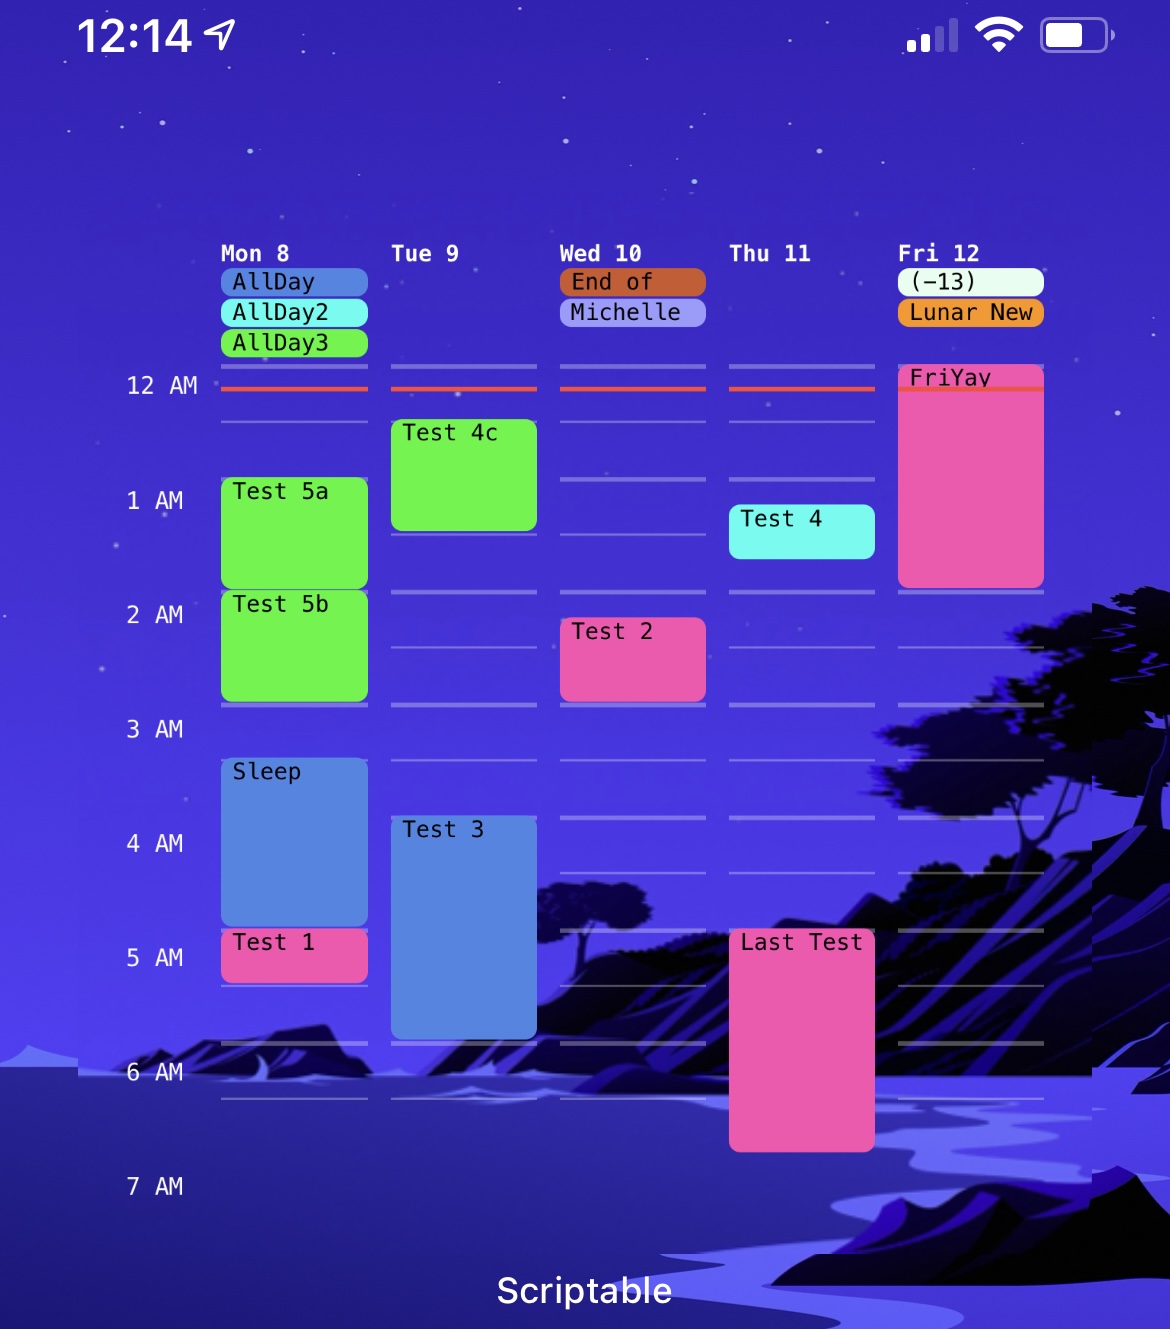 12:14
Mon 8
Tue 9
Wed 10
Thu 11
Fri 12
AllDay
End of
(−13)
AllDay2
Michelle
Lunar New
AllDay3
12 AM
FriYay
Test 4c
1 AM
Test 5a
Test 4
2 AM
Test 5b
Test 2
3 AM
Sleep
4 AM
Test 3
5 AM
Test 1
Last Test
6 AM
7 AM
Scriptable